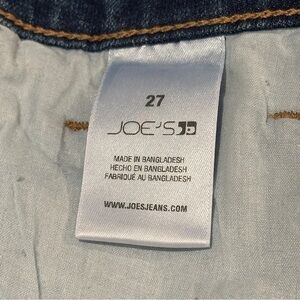 27
JOE'S
MADE IN BANGLADESH
HECHO EN BANGLADESH
FABRIQUÉ AU BANGLADESH
WWW.JOESJEANS.COM